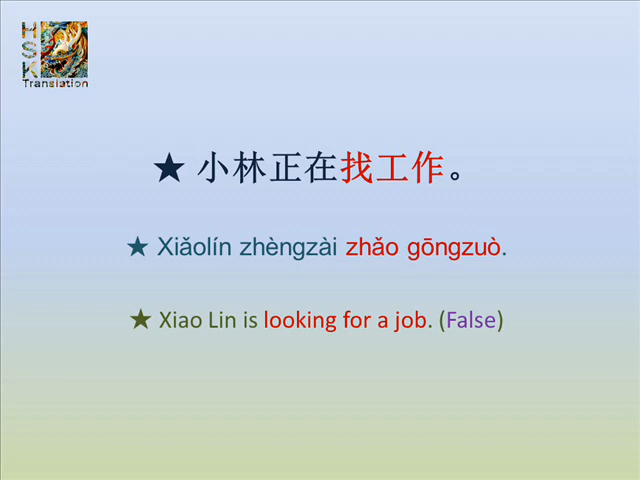 HSK
Translation
★ 小林正在找工作。
★ Xiǎolín zhèngzài zhǎo gōngzuò.
★ Xiao Lin is looking for a job. (False)